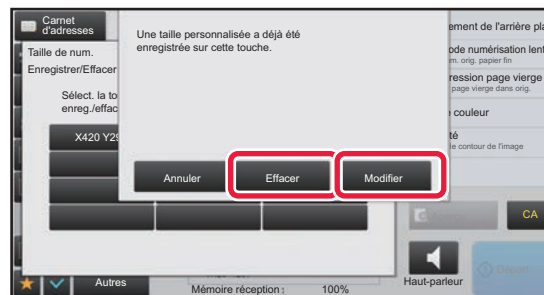 Carnet
d'adresses
Taille de num.
Enregistrer/Effacer
Sélect. la to
enreg./effac
X420 Y29
Une taille personnalisée a déjà été
enregistrée sur cette touche.
Annuler
Effacer
Modifier
ement de l'arrière pla
ode numérisation lent
m. orig. papier fin
ression page vierge
page vierge dans orig.
couleur
té
le contour de l'image
CA
Départ
Haut-parleur
Autres
Mémoire réception :
100%